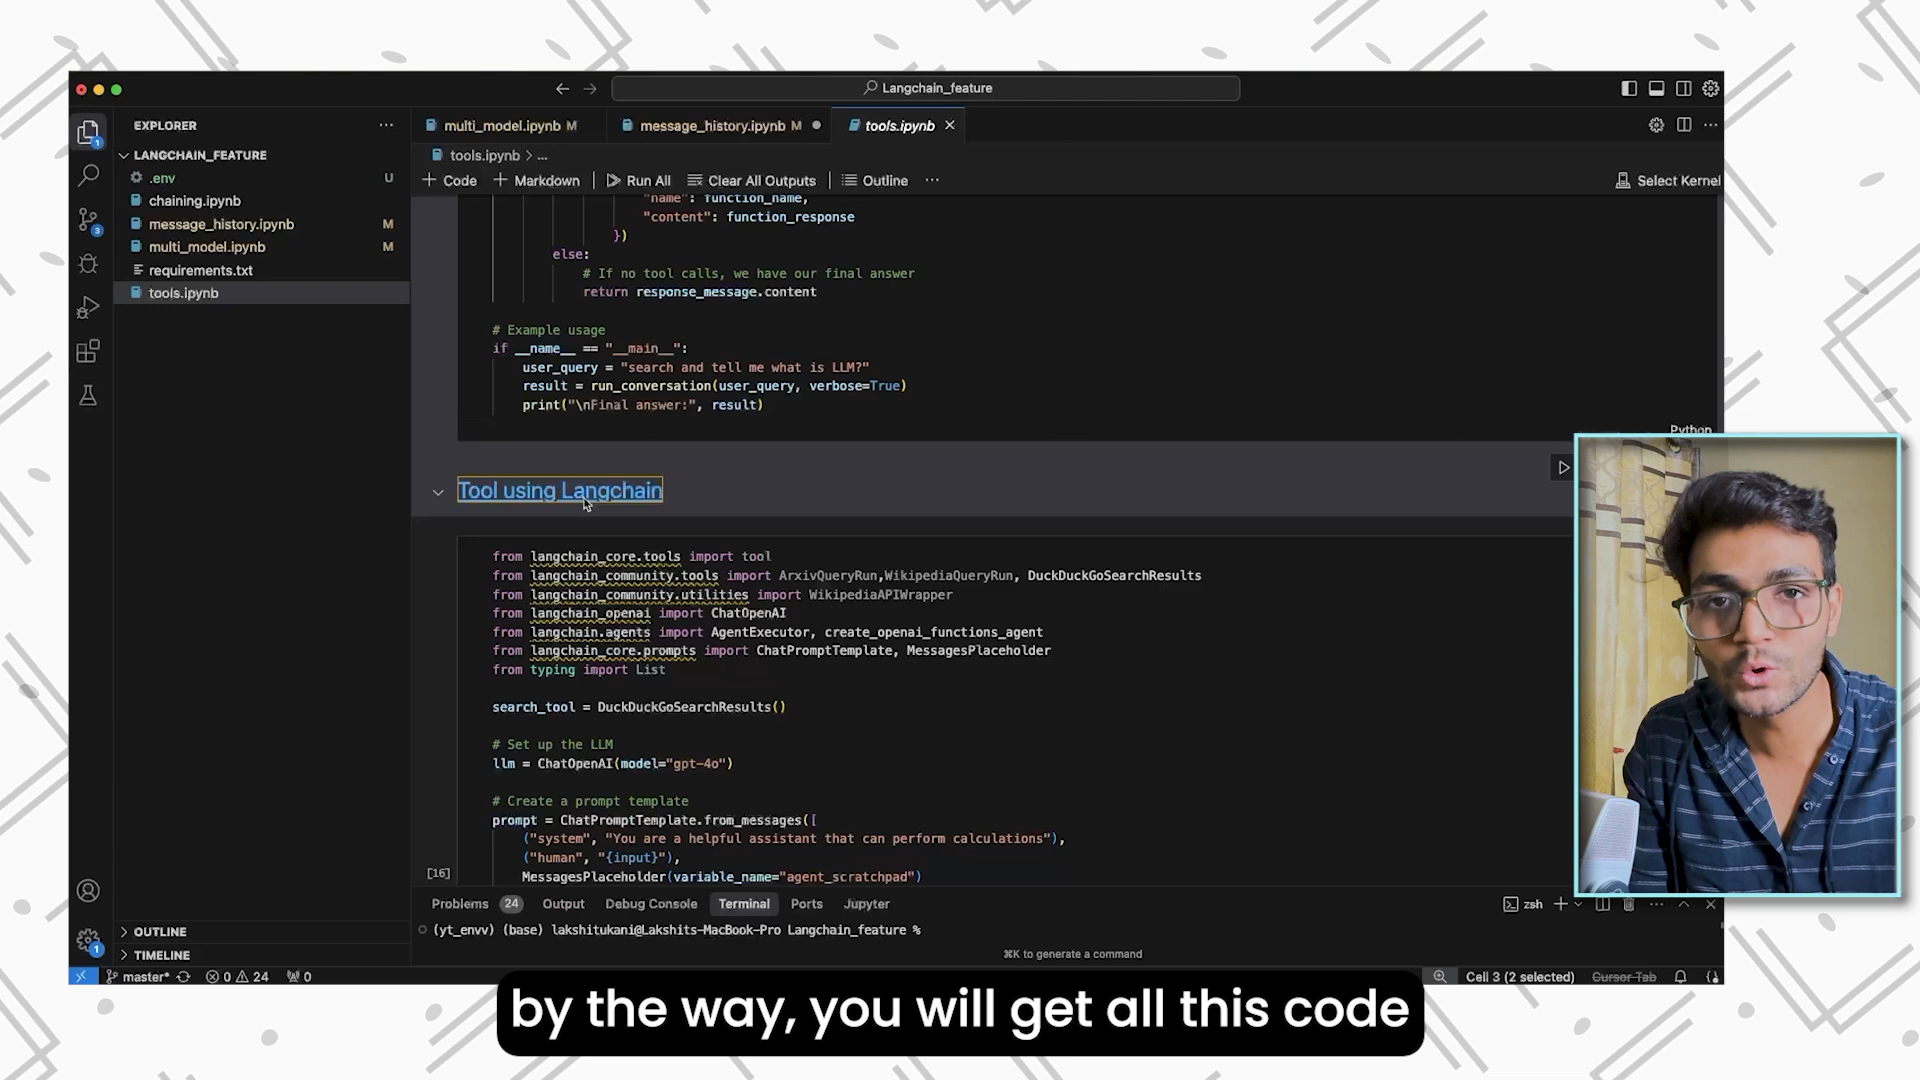 Langchain_feature
EXPLORER
LANGCHAIN_FEATURE
.env U
chaining.ipynb
message_history.ipynb M
multi_model.ipynb M
requirements.txt
tools.ipynb
OUTLINE
TIMELINE
multi_model.ipynb M
message_history.ipynb M
tools.ipynb
tools.ipynb > ...
+ Code + Markdown Run All Clear All Outputs Outline ...
Select Kernel
"name": function_name,
"content": function_response
})
else:
# If no tool calls, we have our final answer
return response_message.content
# Example usage
if __name__ == "__main__":
user_query = "search and tell me what is LLM?"
result = run_conversation(user_query, verbose=True)
print("\nFinal answer:", result)
Python
Tool using Langchain
from langchain_core.tools import tool
from langchain_community.tools import ArxivQueryRun,WikipediaQueryRun, DuckDuckGoSearchResults
from langchain_community.utilities import WikipediaAPIWrapper
from langchain_openai import ChatOpenAI
from langchain.agents import AgentExecutor, create_openai_functions_agent
from langchain_core.prompts import ChatPromptTemplate, MessagesPlaceholder
from typing import List
search_tool = DuckDuckGoSearchResults()
# Set up the LLM
llm = ChatOpenAI(model="gpt-4o")
# Create a prompt template
prompt = ChatPromptTemplate.from_messages([
("system", "You are a helpful assistant that can perform calculations"),
("human", "{input}"),
MessagesPlaceholder(variable_name="agent_scratchpad")
[16]
Problems 24 Output Debug Console Terminal Ports Jupyter
zsh
(yt_envv) (base) lakshitukani@Lakshits-MacBook-Pro Langchain_feature %
⌘K to generate a command
master* 0 24 0
Cell 3 (2 selected) Cursor Tab
by the way, you will get all this code